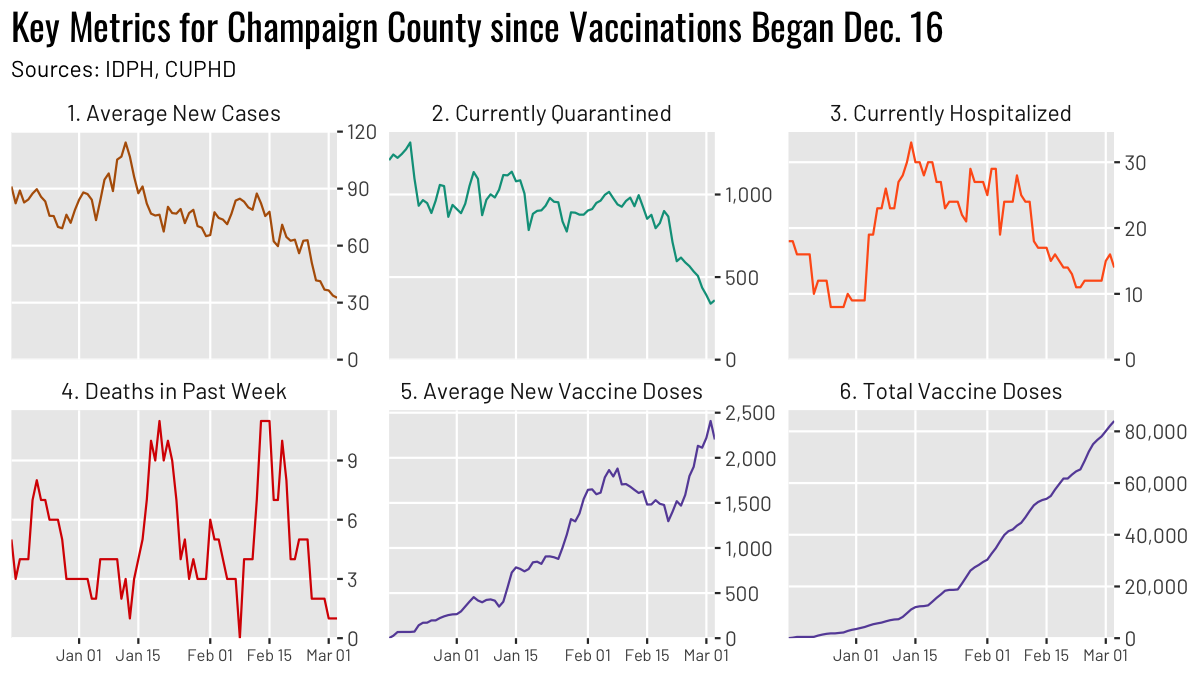 Key Metrics for Champaign County since Vaccinations Began Dec. 16
Sources: IDPH, CUPHD
1. Average New Cases
120
90
60
30
0
2. Currently Quarantined
1,000
500
0
3. Currently Hospitalized
30
20
10
0
4. Deaths in Past Week
9
6
3
0
Jan 01 Jan 15 Feb 01 Feb 15 Mar 01
5. Average New Vaccine Doses
2,500
2,000
1,500
1,000
500
0
Jan 01 Jan 15 Feb 01 Feb 15 Mar 01
6. Total Vaccine Doses
80,000
60,000
40,000
20,000
0
Jan 01 Jan 15 Feb 01 Feb 15 Mar 01